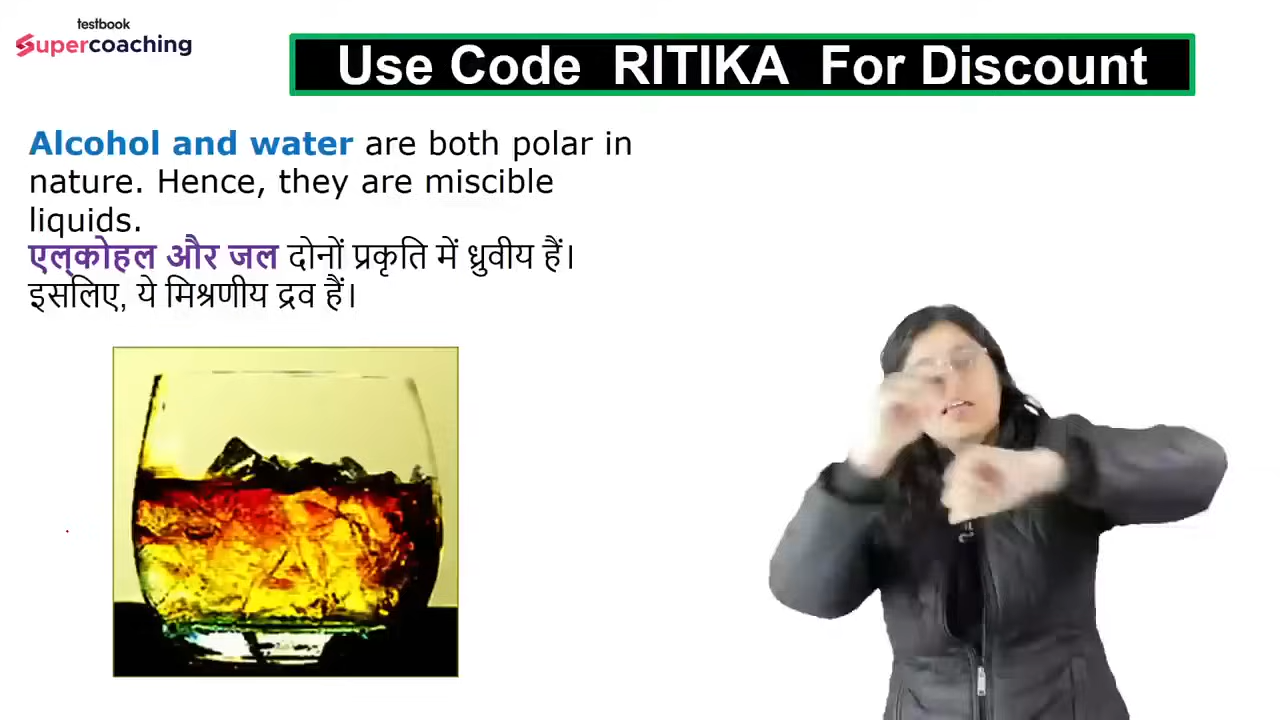 testbook
Supercoaching
Use Code RITIKA For Discount
Alcohol and water are both polar in
nature. Hence, they are miscible
liquids.
एल्कोहल और जल दोनों प्रकृति में ध्रुवीय हैं।
इसलिए, ये मिश्रणीय द्रव हैं।